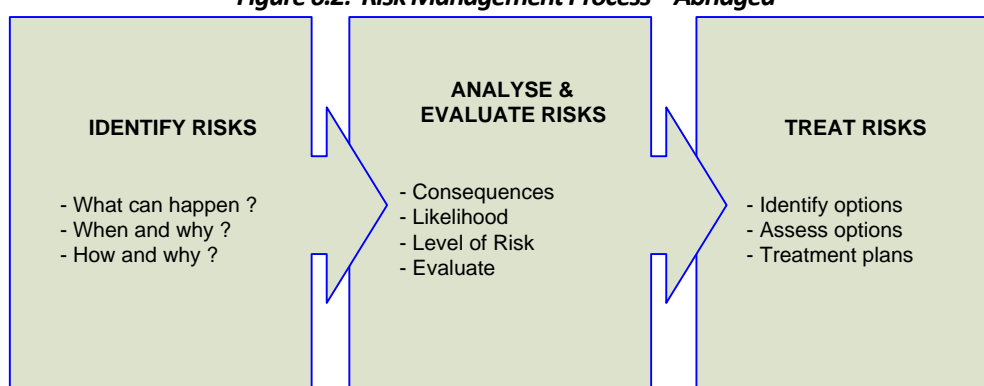 Figure 6.2: Risk Management Process – Abridged
IDENTIFY RISKS
- What can happen ?
- When and why ?
- How and why ?
ANALYSE &
EVALUATE RISKS
- Consequences
- Likelihood
- Level of Risk
- Evaluate
TREAT RISKS
- Identify options
- Assess options
- Treatment plans